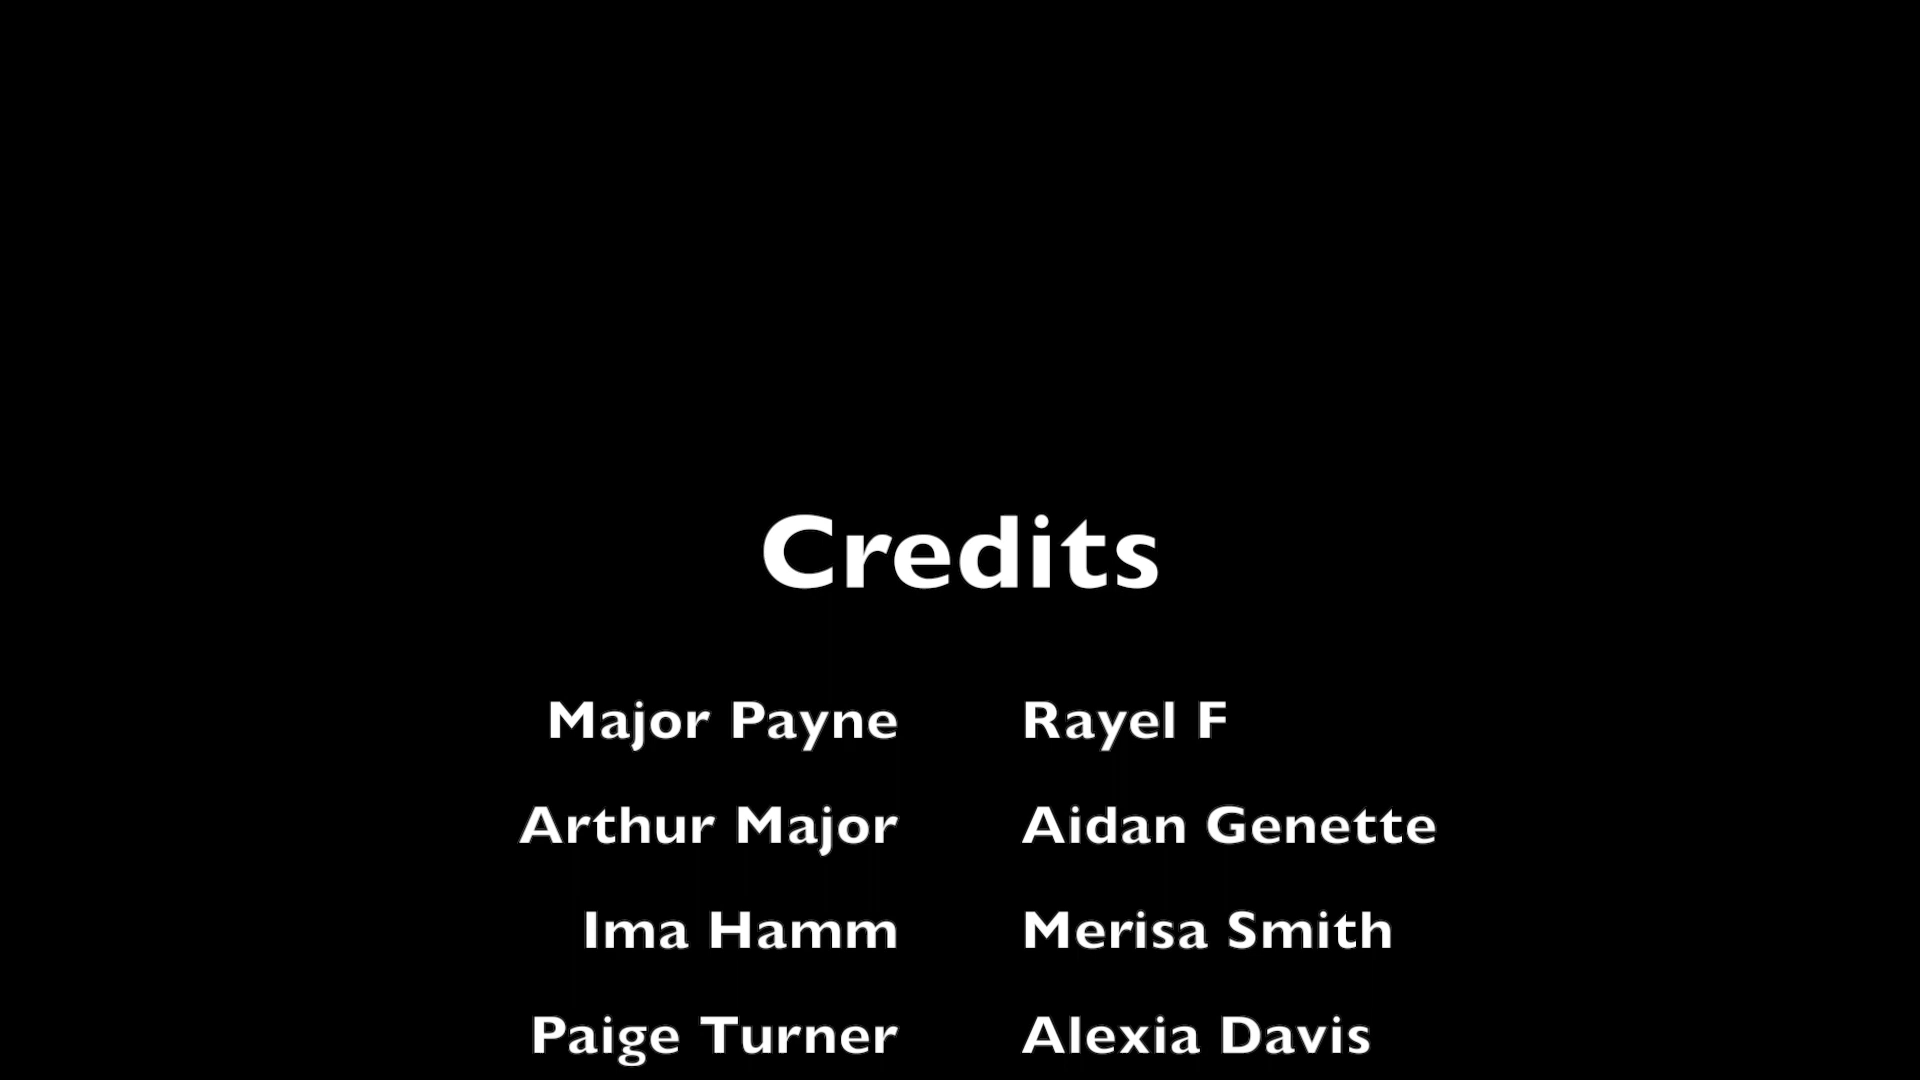 Credits
Major Payne Rayel F
Arthur Major Aidan Genette
Ima Hamm Merisa Smith
Paige Turner Alexia Davis